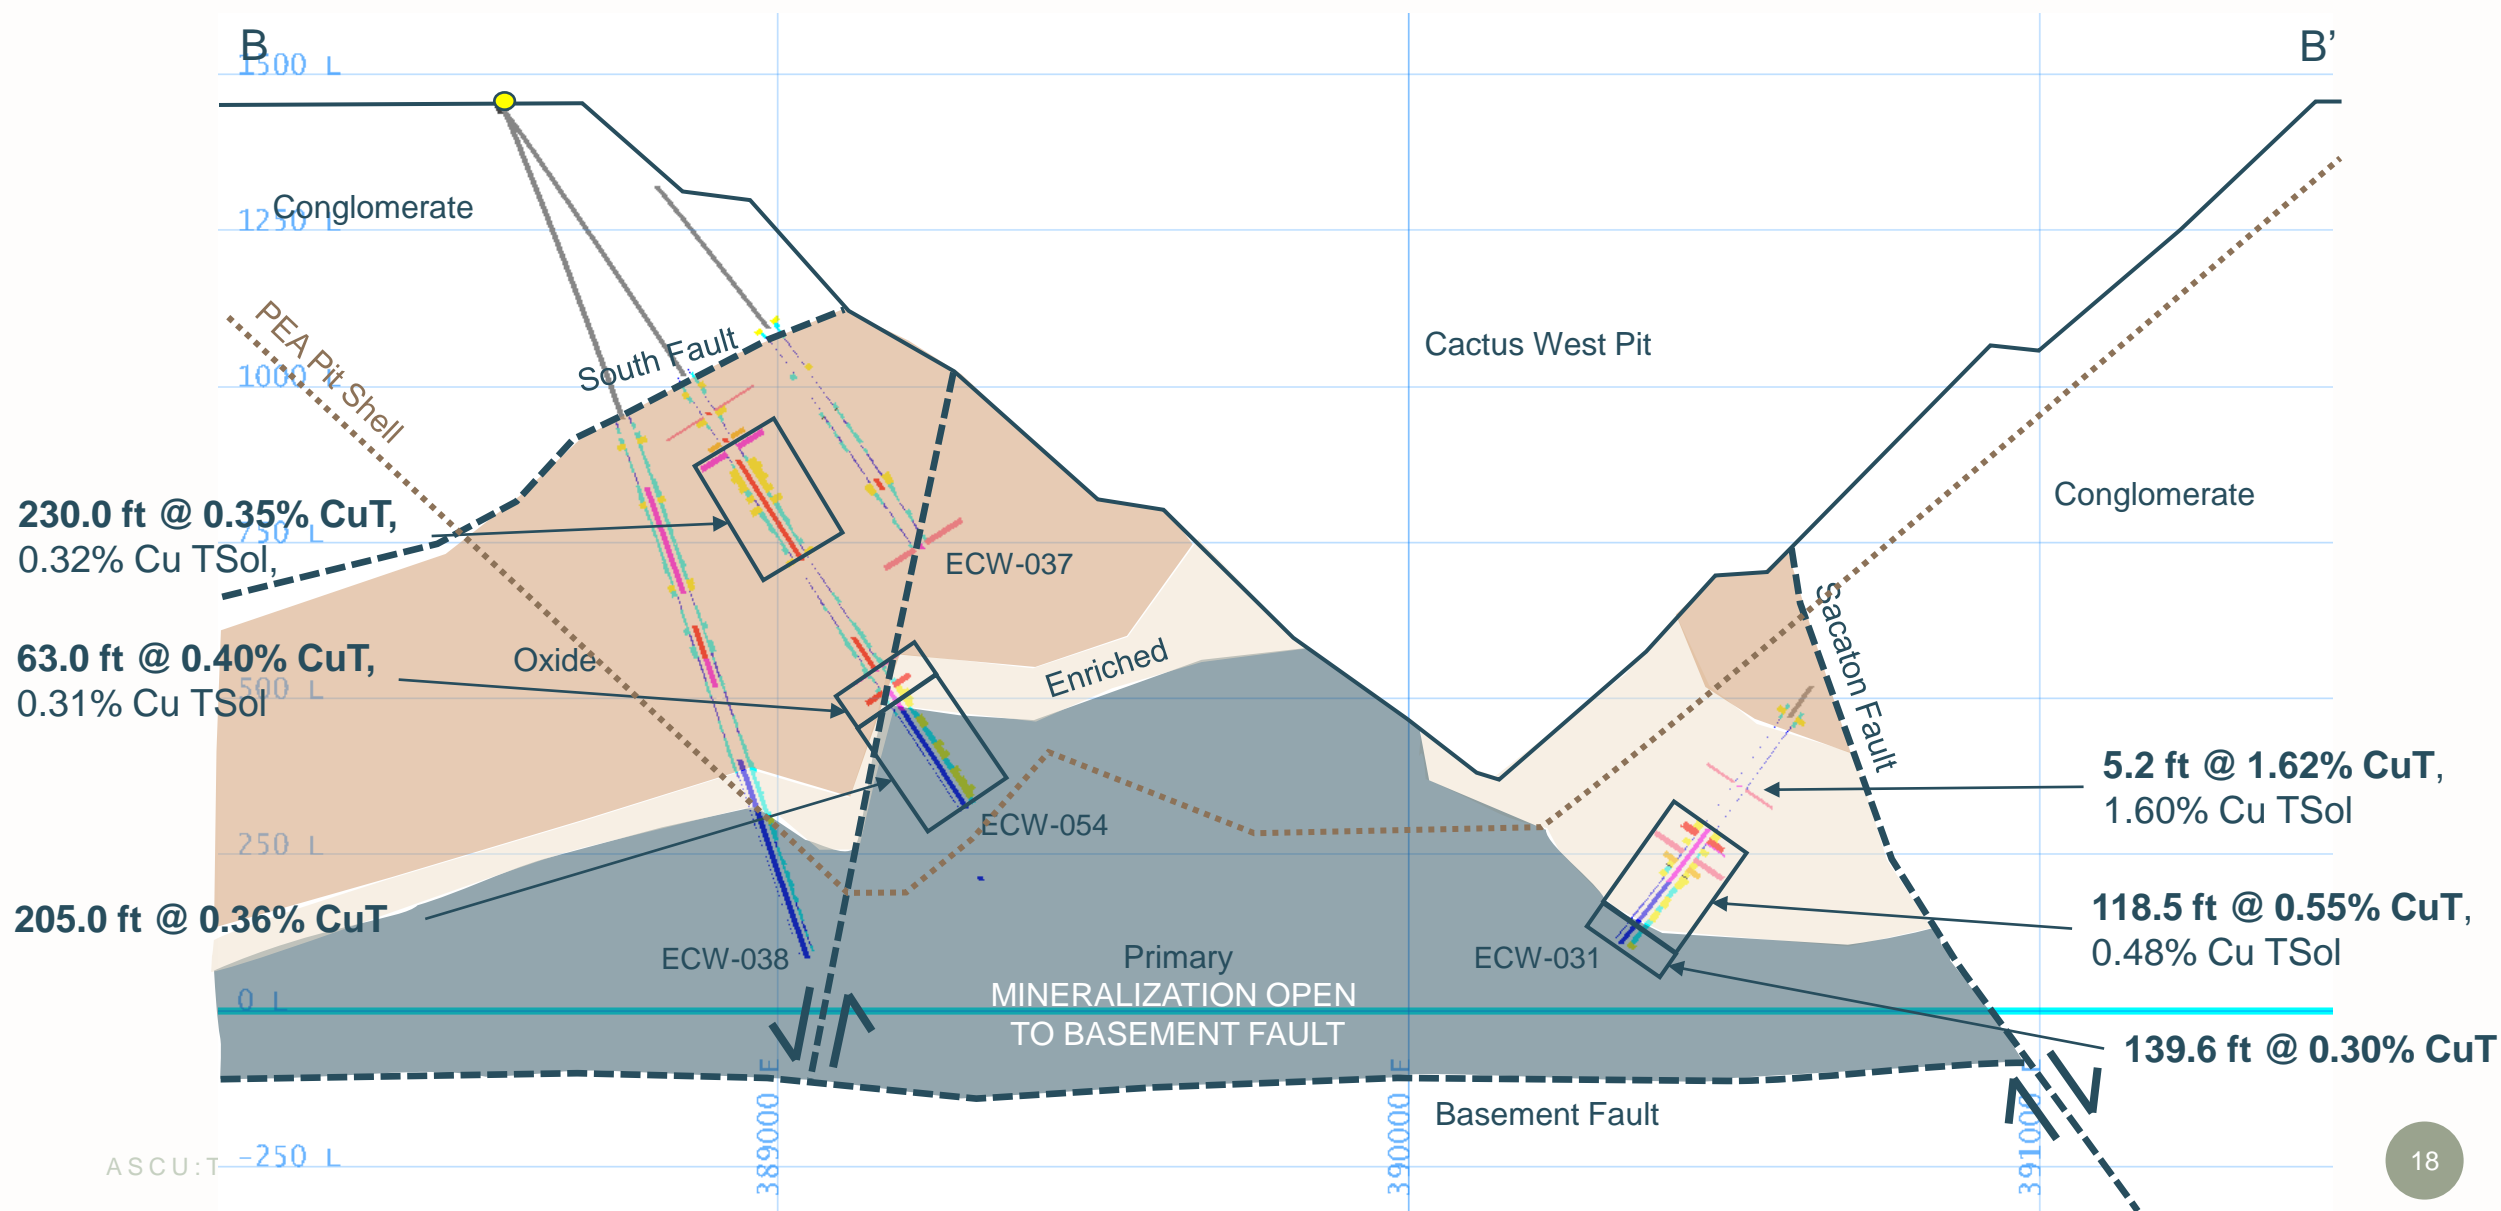 B
B’
1500 L
Conglomerate
1250 L
PEA Pit Shell
South Fault
1000 L
Cactus West Pit
Conglomerate
230.0 ft @ 0.35% CuT,
0.32% Cu TSol,
750 L
ECW-037
Sacaton Fault
63.0 ft @ 0.40% CuT,
0.31% Cu TSol
Oxide
Enriched
500 L
5.2 ft @ 1.62% CuT,
1.60% Cu TSol
ECW-054
250 L
205.0 ft @ 0.36% CuT
118.5 ft @ 0.55% CuT,
0.48% Cu TSol
ECW-038
Primary
ECW-031
MINERALIZATION OPEN
TO BASEMENT FAULT
0 L
139.6 ft @ 0.30% CuT
Basement Fault
389000 E
390000 E
391000 E
-250 L
ASCU:T
18